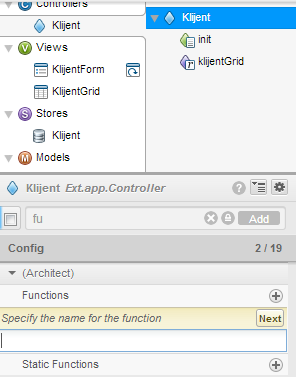 C Controllers
Klijent
V Views
KlijentForm
KlijentGrid
S Stores
Klijent
M Models
Klijent
init
klijentGrid
Klijent Ext.app.Controller
fu
Add
Config 2 / 19
(Architect)
Functions
Specify the name for the function Next
Static Functions